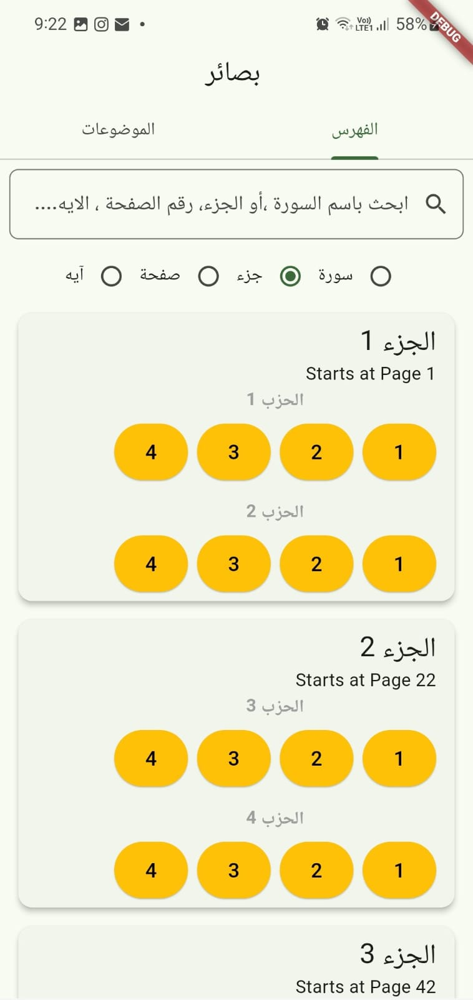 9:22
Vo)) LTE1 58%
DEBUG
بصائر
الفهرس
الموضوعات
ابحث باسم السورة ،أو الجزء، رقم الصفحة ، الايه....
سورة جزء صفحة آيه
الجزء 1
Starts at Page 1
الحزب 1
1 2 3 4
الحزب 2
1 2 3 4
الجزء 2
Starts at Page 22
الحزب 3
1 2 3 4
الحزب 4
1 2 3 4
الجزء 3
Starts at Page 42